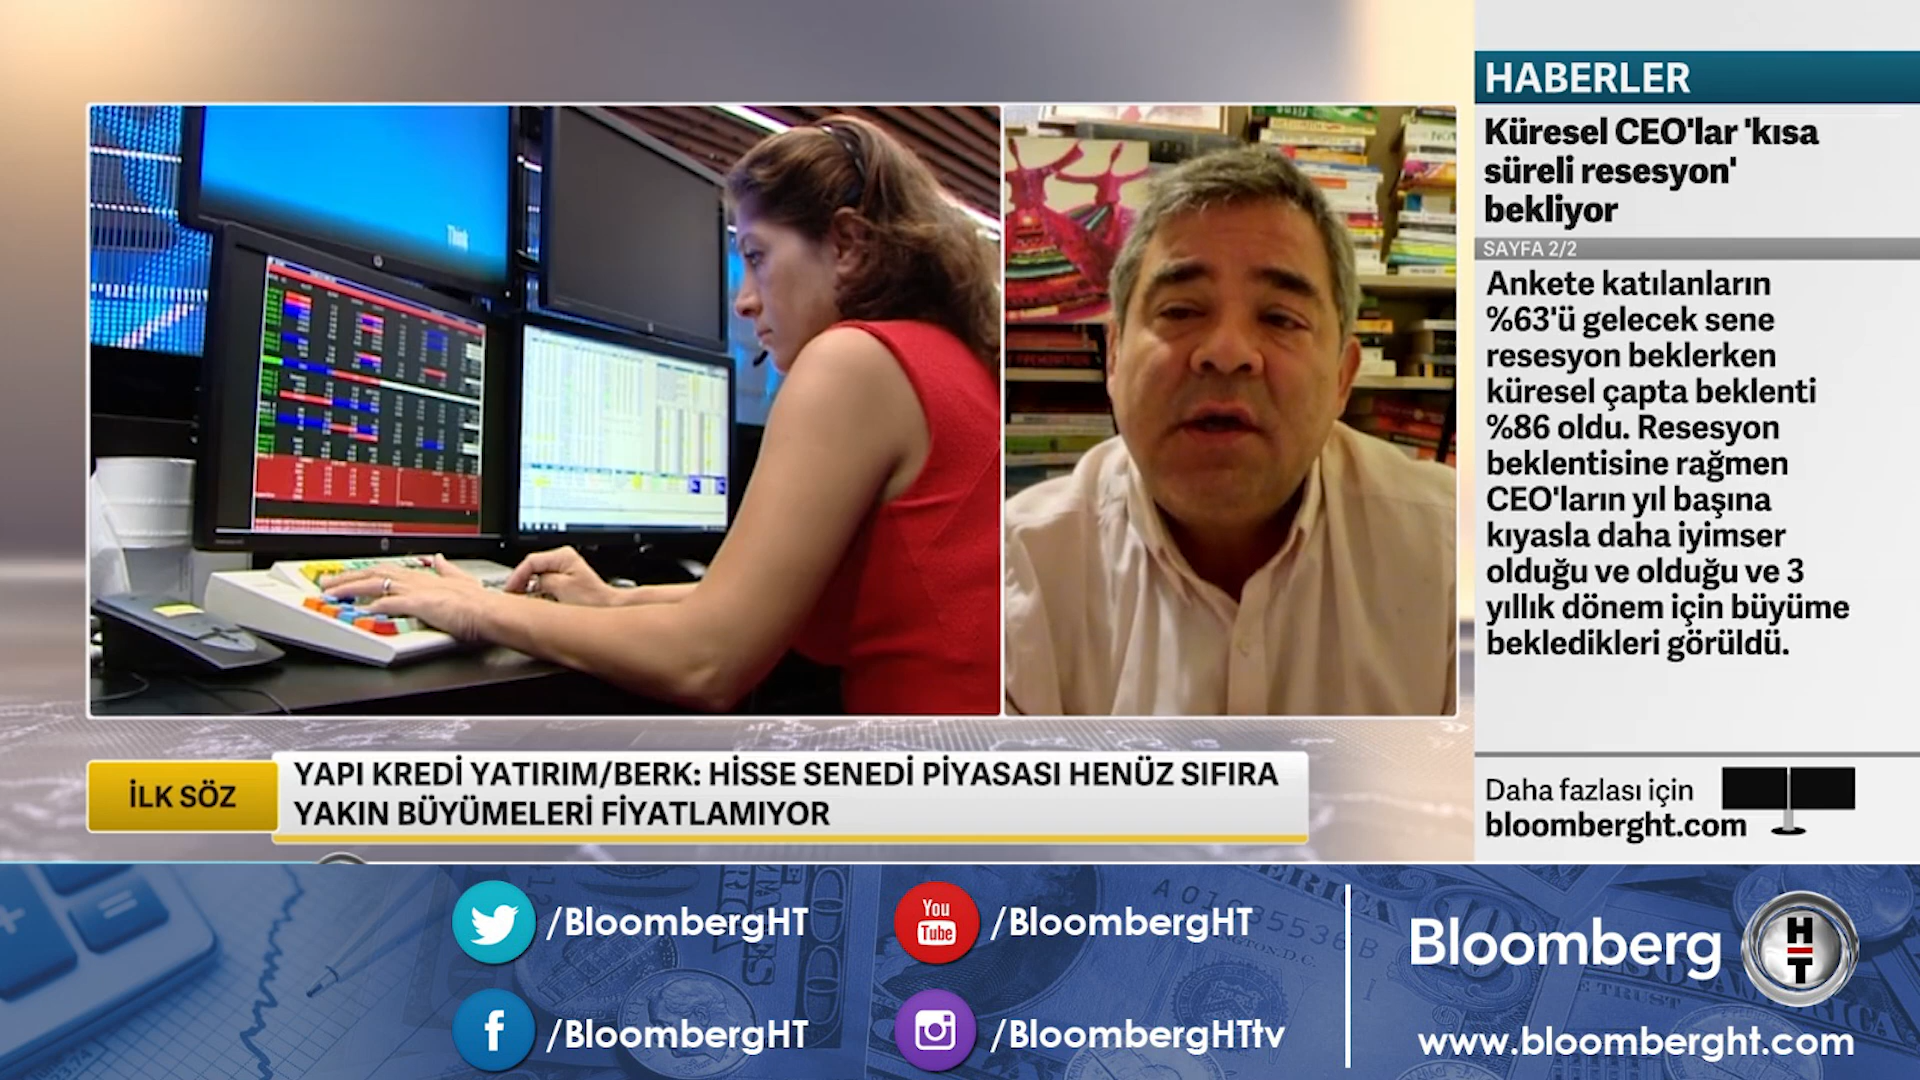 HABERLER
Küresel CEO'lar 'kısa
süreli resesyon'
bekliyor
SAYFA 2/2
Ankete katılanların
%63'ü gelecek sene
resesyon beklerken
küresel çapta beklenti
%86 oldu. Resesyon
beklentisine rağmen
CEO'ların yıl başına
kıyasla daha iyimser
olduğu ve olduğu ve 3
yıllık dönem için büyüme
bekledikleri görüldü.
Daha fazlası için
bloomberght.com
Think
İLK SÖZ
YAPI KREDİ YATIRIM/BERK: HİSSE SENEDİ PİYASASI HENÜZ SIFIRA
YAKIN BÜYÜMELERİ FİYATLAMIYOR
/BloombergHT
You
Tube
/BloombergHT
/BloombergHT
/BloombergHTtv
Bloomberg HT
www.bloomberght.com